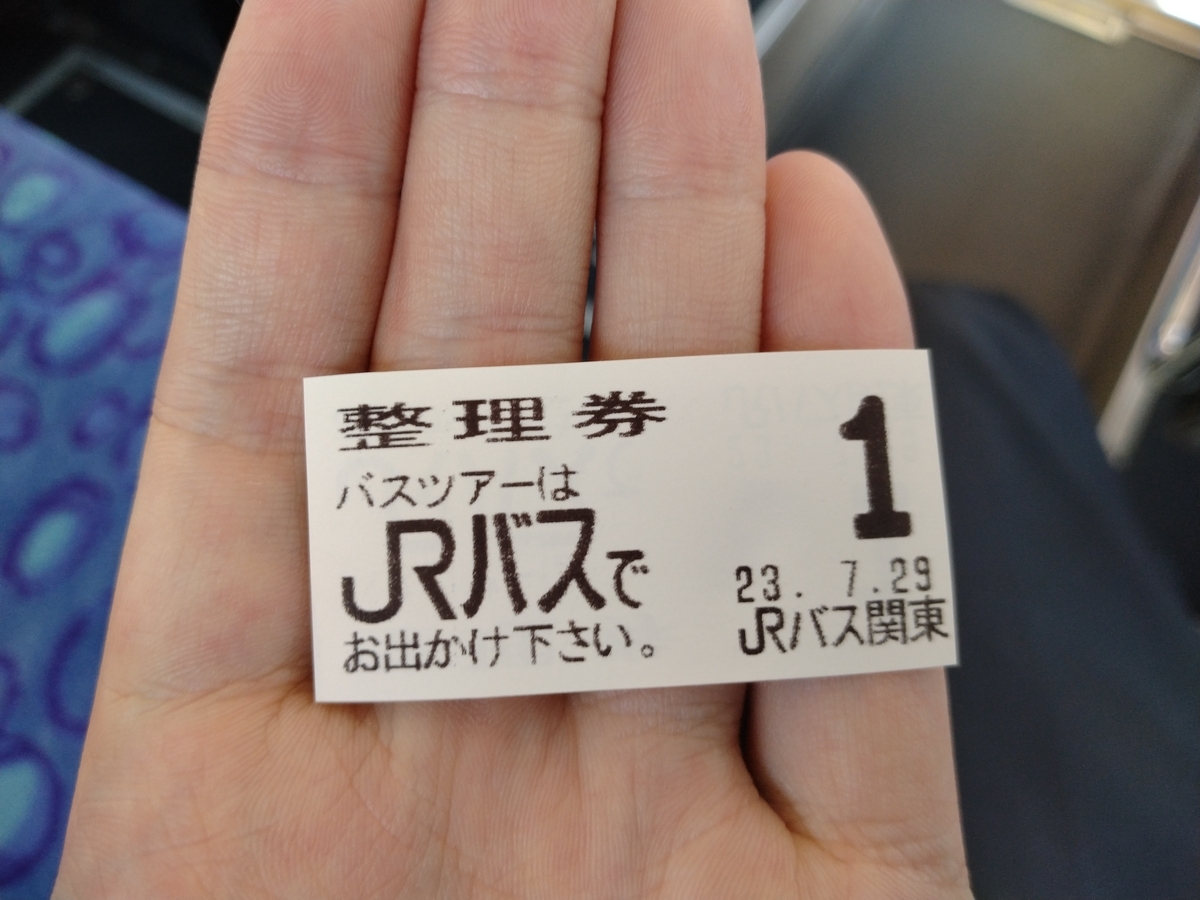 整理券
1
バスツアーは
JRバスで
お出かけ下さい。
23. 7.29
JRバス関東